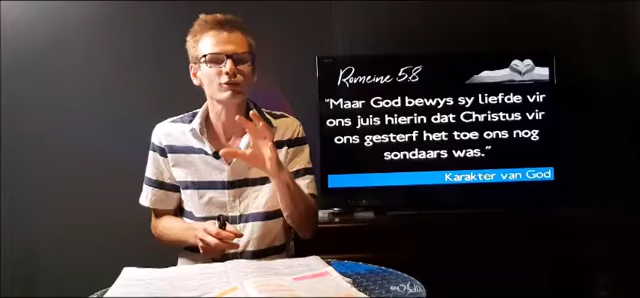 Romeine 5:8
"Maar God bewys sy liefde vir
ons juis hierin dat Christus vir
ons gesterf het toe ons nog
sondaars was."
Karakter van God